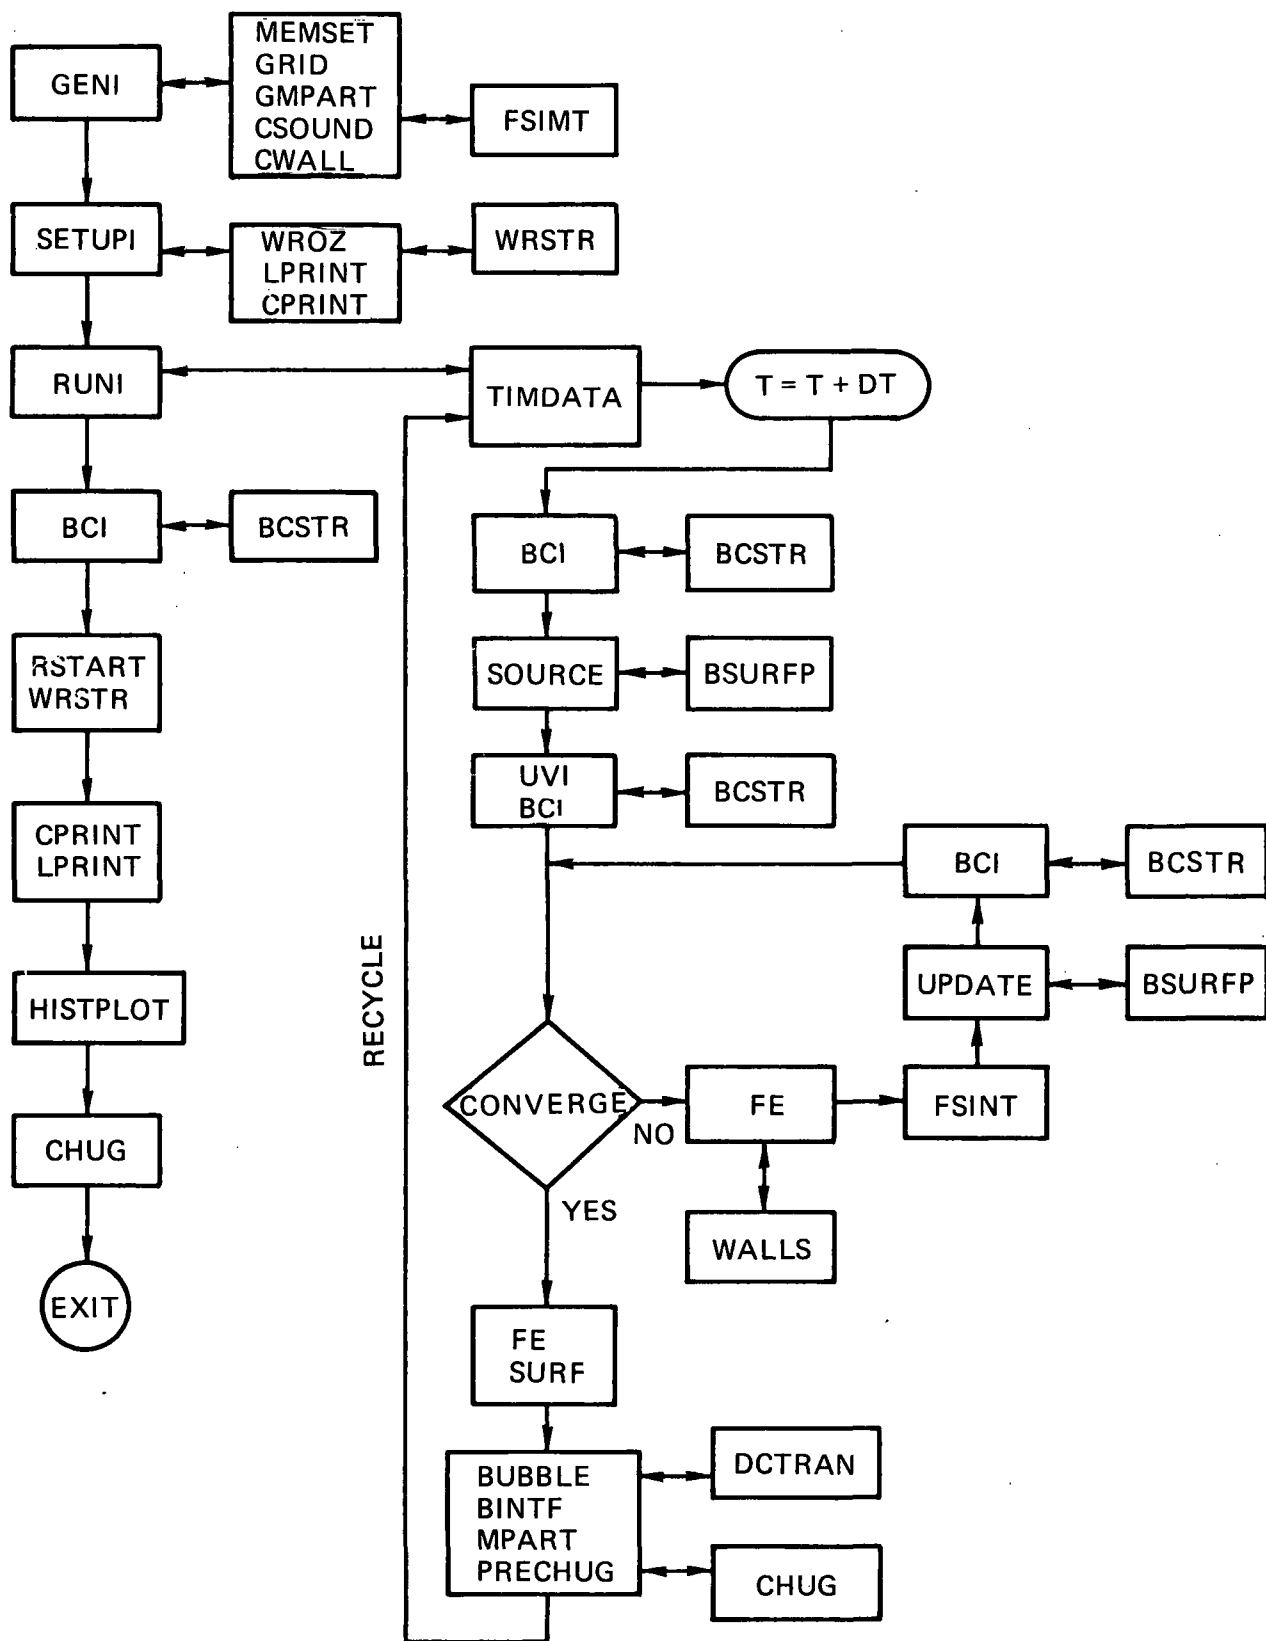 GENI
MEMSET
GRID
GMPART
CSOUND
CWALL
FSIMT
SETUPI
WROZ
LPRINT
CPRINT
WRSTR
RUNI
TIMDATA
T = T + DT
BCI
BCSTR
BCI
BCSTR
RSTART
WRSTR
SOURCE
BSURFP
UVI
BCI
BCSTR
CPRINT
LPRINT
BCI
BCSTR
RECYCLE
HISTPLOT
UPDATE
BSURFP
CONVERGE
NO
FE
FSINT
CHUG
YES
WALLS
EXIT
FE
SURF
BUBBLE
BINTF
MPART
PRECHUG
DCTRAN
CHUG